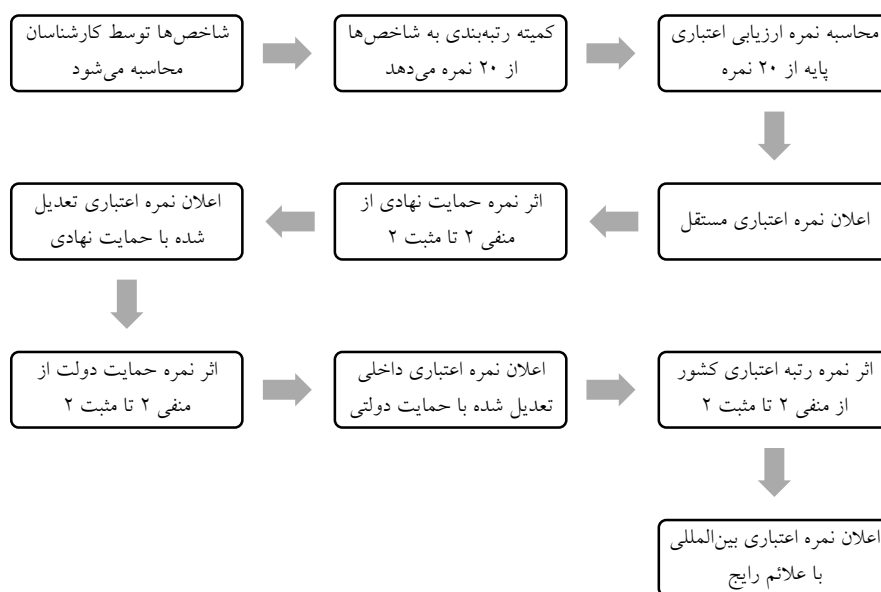 شاخص‌ها توسط کارشناسان
محاسبه می‌شود
کمیته رتبه‌بندی به شاخص‌ها
از ۲۰ نمره می‌دهد
محاسبه نمره ارزیابی اعتباری
پایه از ۲۰ نمره
اعلان نمره اعتباری مستقل
اثر نمره حمایت نهادی از
منفی ۲ تا مثبت ۲
اعلان نمره اعتباری تعدیل
شده با حمایت نهادی
اثر نمره حمایت دولت از
منفی ۲ تا مثبت ۲
اعلان نمره اعتباری داخلی
تعدیل شده با حمایت دولتی
اثر نمره رتبه اعتباری کشور
از منفی ۲ تا مثبت ۲
اعلان نمره اعتباری بین‌المللی
با علائم رایج